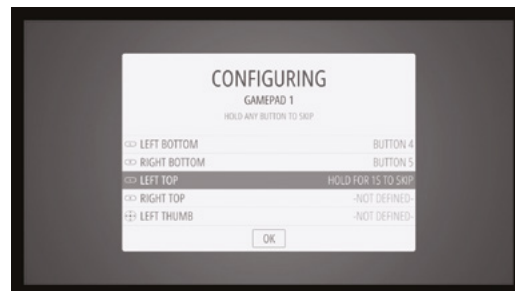 CONFIGURING
GAMEPAD 1
HOLD ANY BUTTON TO SKIP
LEFT BOTTOM BUTTON 4
RIGHT BOTTOM BUTTON 5
LEFT TOP HOLD FOR 1S TO SKIP
RIGHT TOP -NOT DEFINED-
LEFT THUMB -NOT DEFINED-
OK